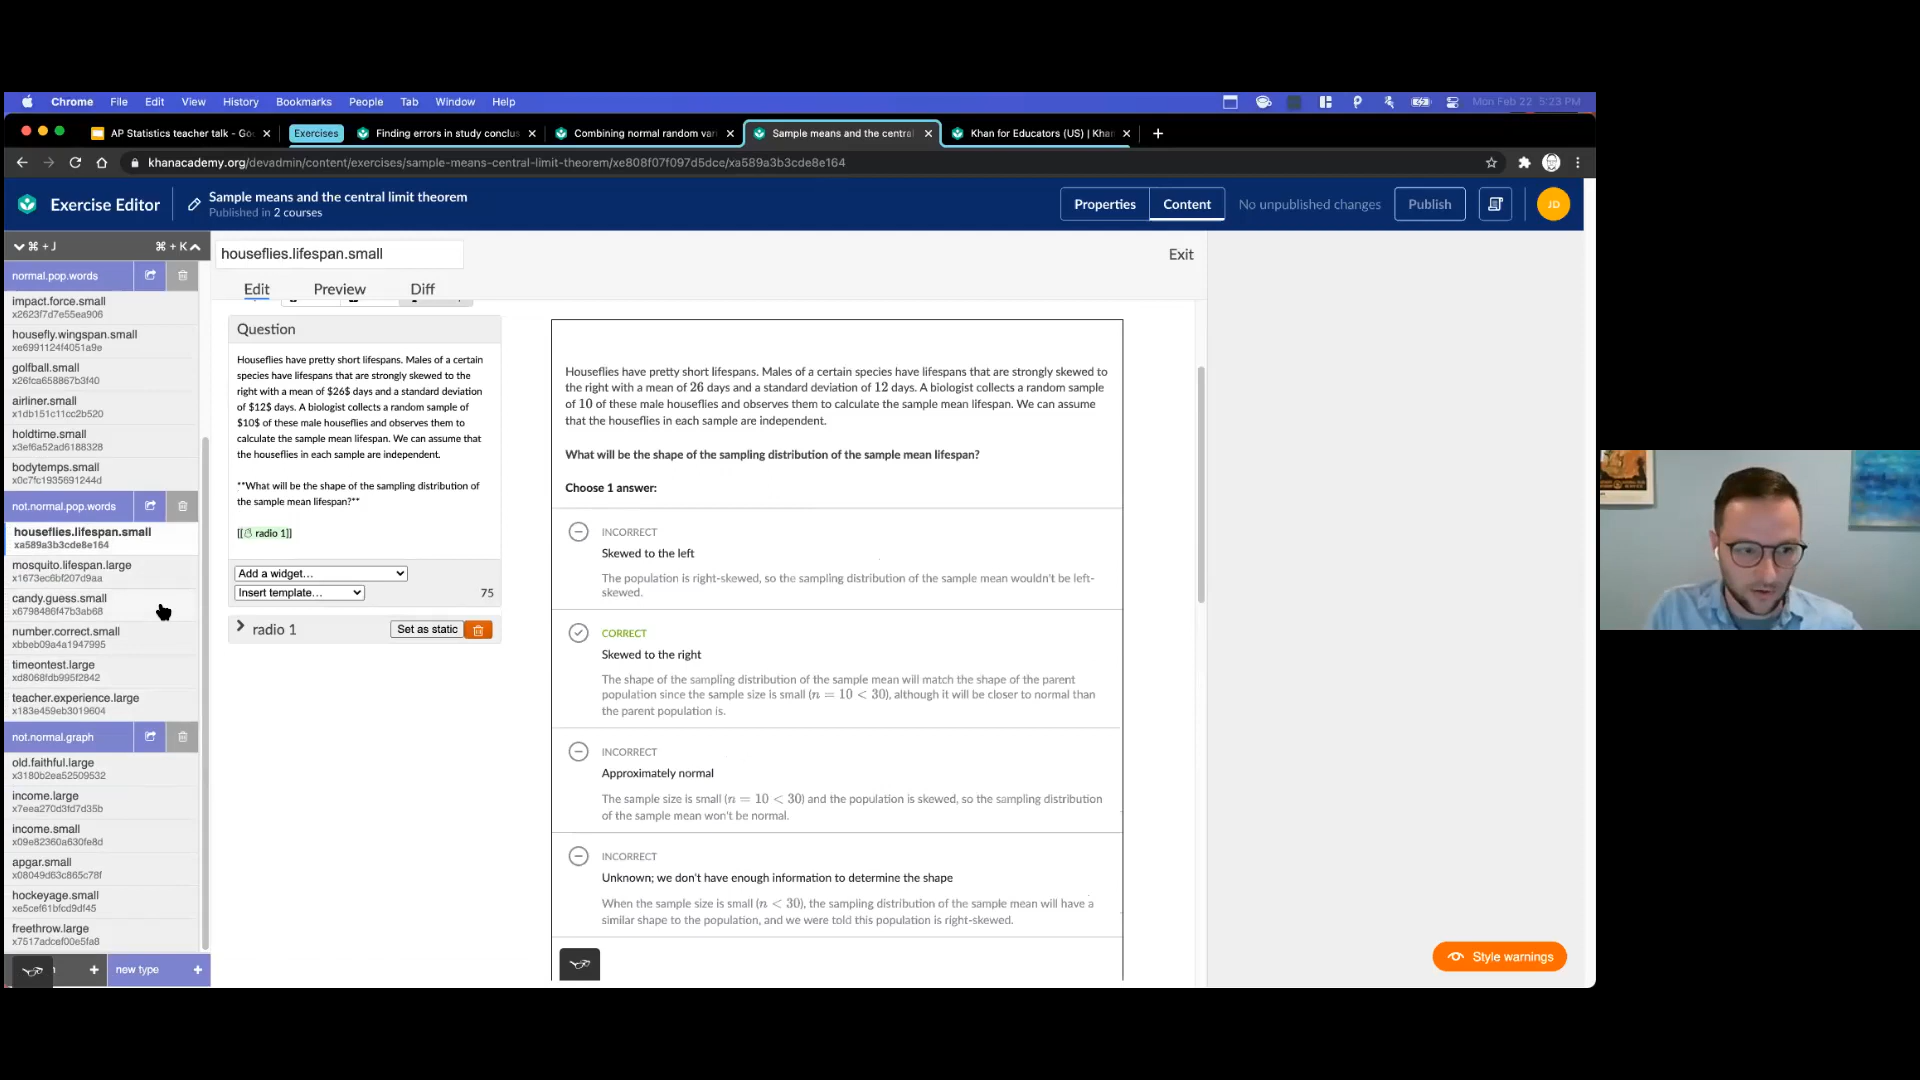 Chrome File Edit View History Bookmarks People Tab Window Help Mon Feb 22 5:23 PM
AP Statistics teacher talk - Go Exercises Finding errors in study conclus Combining normal random var Sample means and the central Khan for Educators (US) | Khan
khanacademy.org/devadmin/content/exercises/sample-means-central-limit-theorem/xe808f07f097d5dce/xa589a3b3cde8e164
Exercise Editor
Sample means and the central limit theorem
Published in 2 courses
Properties Content No unpublished changes Publish JD
⌘ + J ⌘ + K
normal.pop.words
impact.force.small
x2623f7d7e55ea906
housefly.wingspan.small
xe6991124f4051a9e
golfball.small
x26fca658867b3f40
airliner.small
x1db151c11cc2b520
holdtime.small
x3ef6a52ad6188328
bodytemps.small
x0c7fc1935691244d
not.normal.pop.words
houseflies.lifespan.small
xa589a3b3cde8e164
mosquito.lifespan.large
x1673ec6bf207d9aa
candy.guess.small
x6798486f47b3ab68
number.correct.small
xbbeb09a4a1947995
timeontest.large
xd8068fdb995f2842
teacher.experience.large
x183e459eb3019604
not.normal.graph
old.faithful.large
x3180b2ea52509532
income.large
x7eea270d3fd7d35b
income.small
x09e82360a630fe8d
apgar.small
x08049d63c865c78f
hockeyage.small
xe5cef61bfcd9df45
freethrow.large
x7517adcef00e5fa8
new type +
houseflies.lifespan.small
Exit
Edit Preview Diff
Question
Houseflies have pretty short lifespans. Males of a certain
species have lifespans that are strongly skewed to the
right with a mean of $26$ days and a standard deviation
of $12$ days. A biologist collects a random sample of
$10$ of these male houseflies and observes them to
calculate the sample mean lifespan. We can assume that
the houseflies in each sample are independent.
**What will be the shape of the sampling distribution of
the sample mean lifespan?**
[[ radio 1]]
Add a widget...
Insert template... 75
radio 1 Set as static
Houseflies have pretty short lifespans. Males of a certain species have lifespans that are strongly skewed to
the right with a mean of 26 days and a standard deviation of 12 days. A biologist collects a random sample
of 10 of these male houseflies and observes them to calculate the sample mean lifespan. We can assume
that the houseflies in each sample are independent.
What will be the shape of the sampling distribution of the sample mean lifespan?
Choose 1 answer:
INCORRECT
Skewed to the left
The population is right-skewed, so the sampling distribution of the sample mean wouldn't be left-
skewed.
CORRECT
Skewed to the right
The shape of the sampling distribution of the sample mean will match the shape of the parent
population since the sample size is small (n = 10 < 30), although it will be closer to normal than
the parent population is.
INCORRECT
Approximately normal
The sample size is small (n = 10 < 30) and the population is skewed, so the sampling distribution
of the sample mean won't be normal.
INCORRECT
Unknown; we don't have enough information to determine the shape
When the sample size is small (n < 30), the sampling distribution of the sample mean will have a
similar shape to the population, and we were told this population is right-skewed.
Style warnings